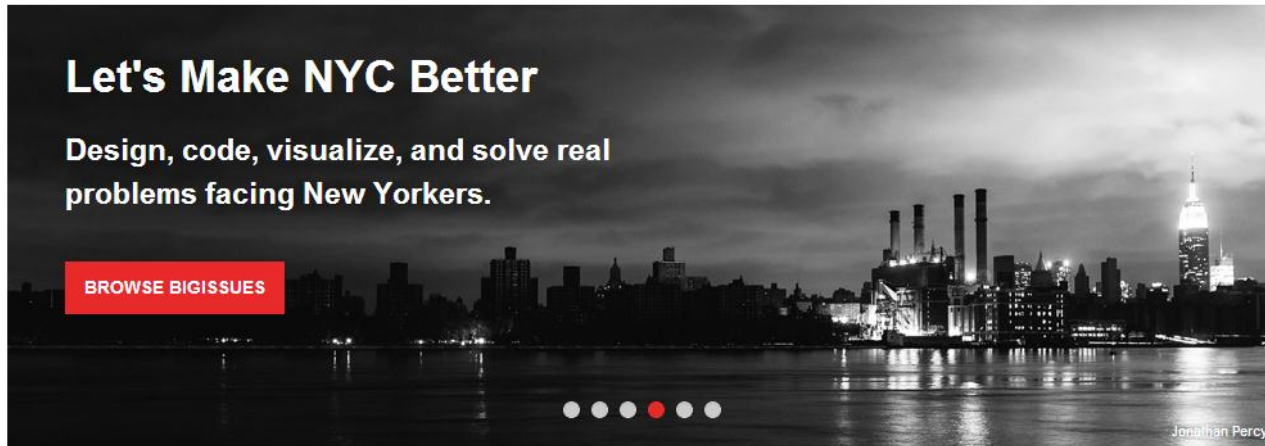 Let's Make NYC Better
Design, code, visualize, and solve real
problems facing New Yorkers.
BROWSE BIGISSUES
Jonathan Percy